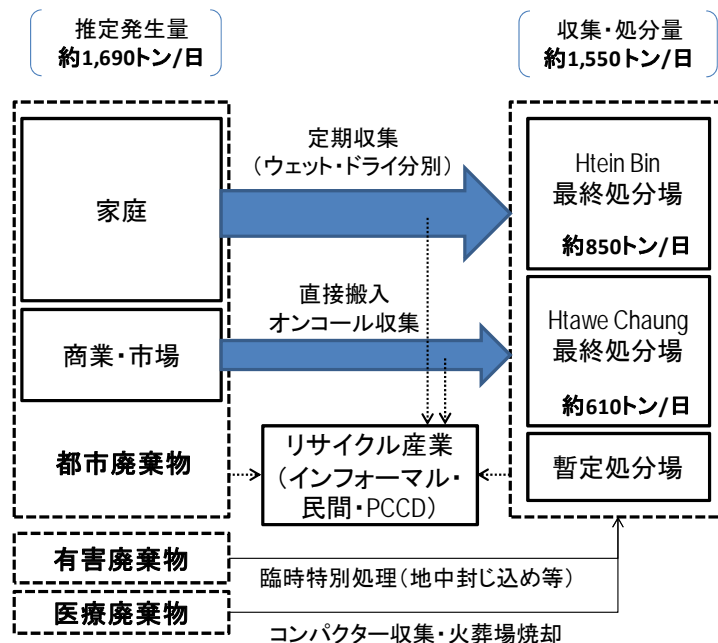 推定発生量
約1,690トン/日
収集・処分量
約1,550トン/日
定期収集
（ウェット・ドライ分別）
家庭
Htein Bin
最終処分場
約850トン/日
直接搬入
オンコール収集
商業・市場
Htawe Chaung
最終処分場
約610トン/日
都市廃棄物
リサイクル産業
（インフォーマル・
民間・PCCD）
暫定処分場
有害廃棄物
臨時特別処理（地中封じ込め等）
医療廃棄物
コンパクター収集・火葬場焼却